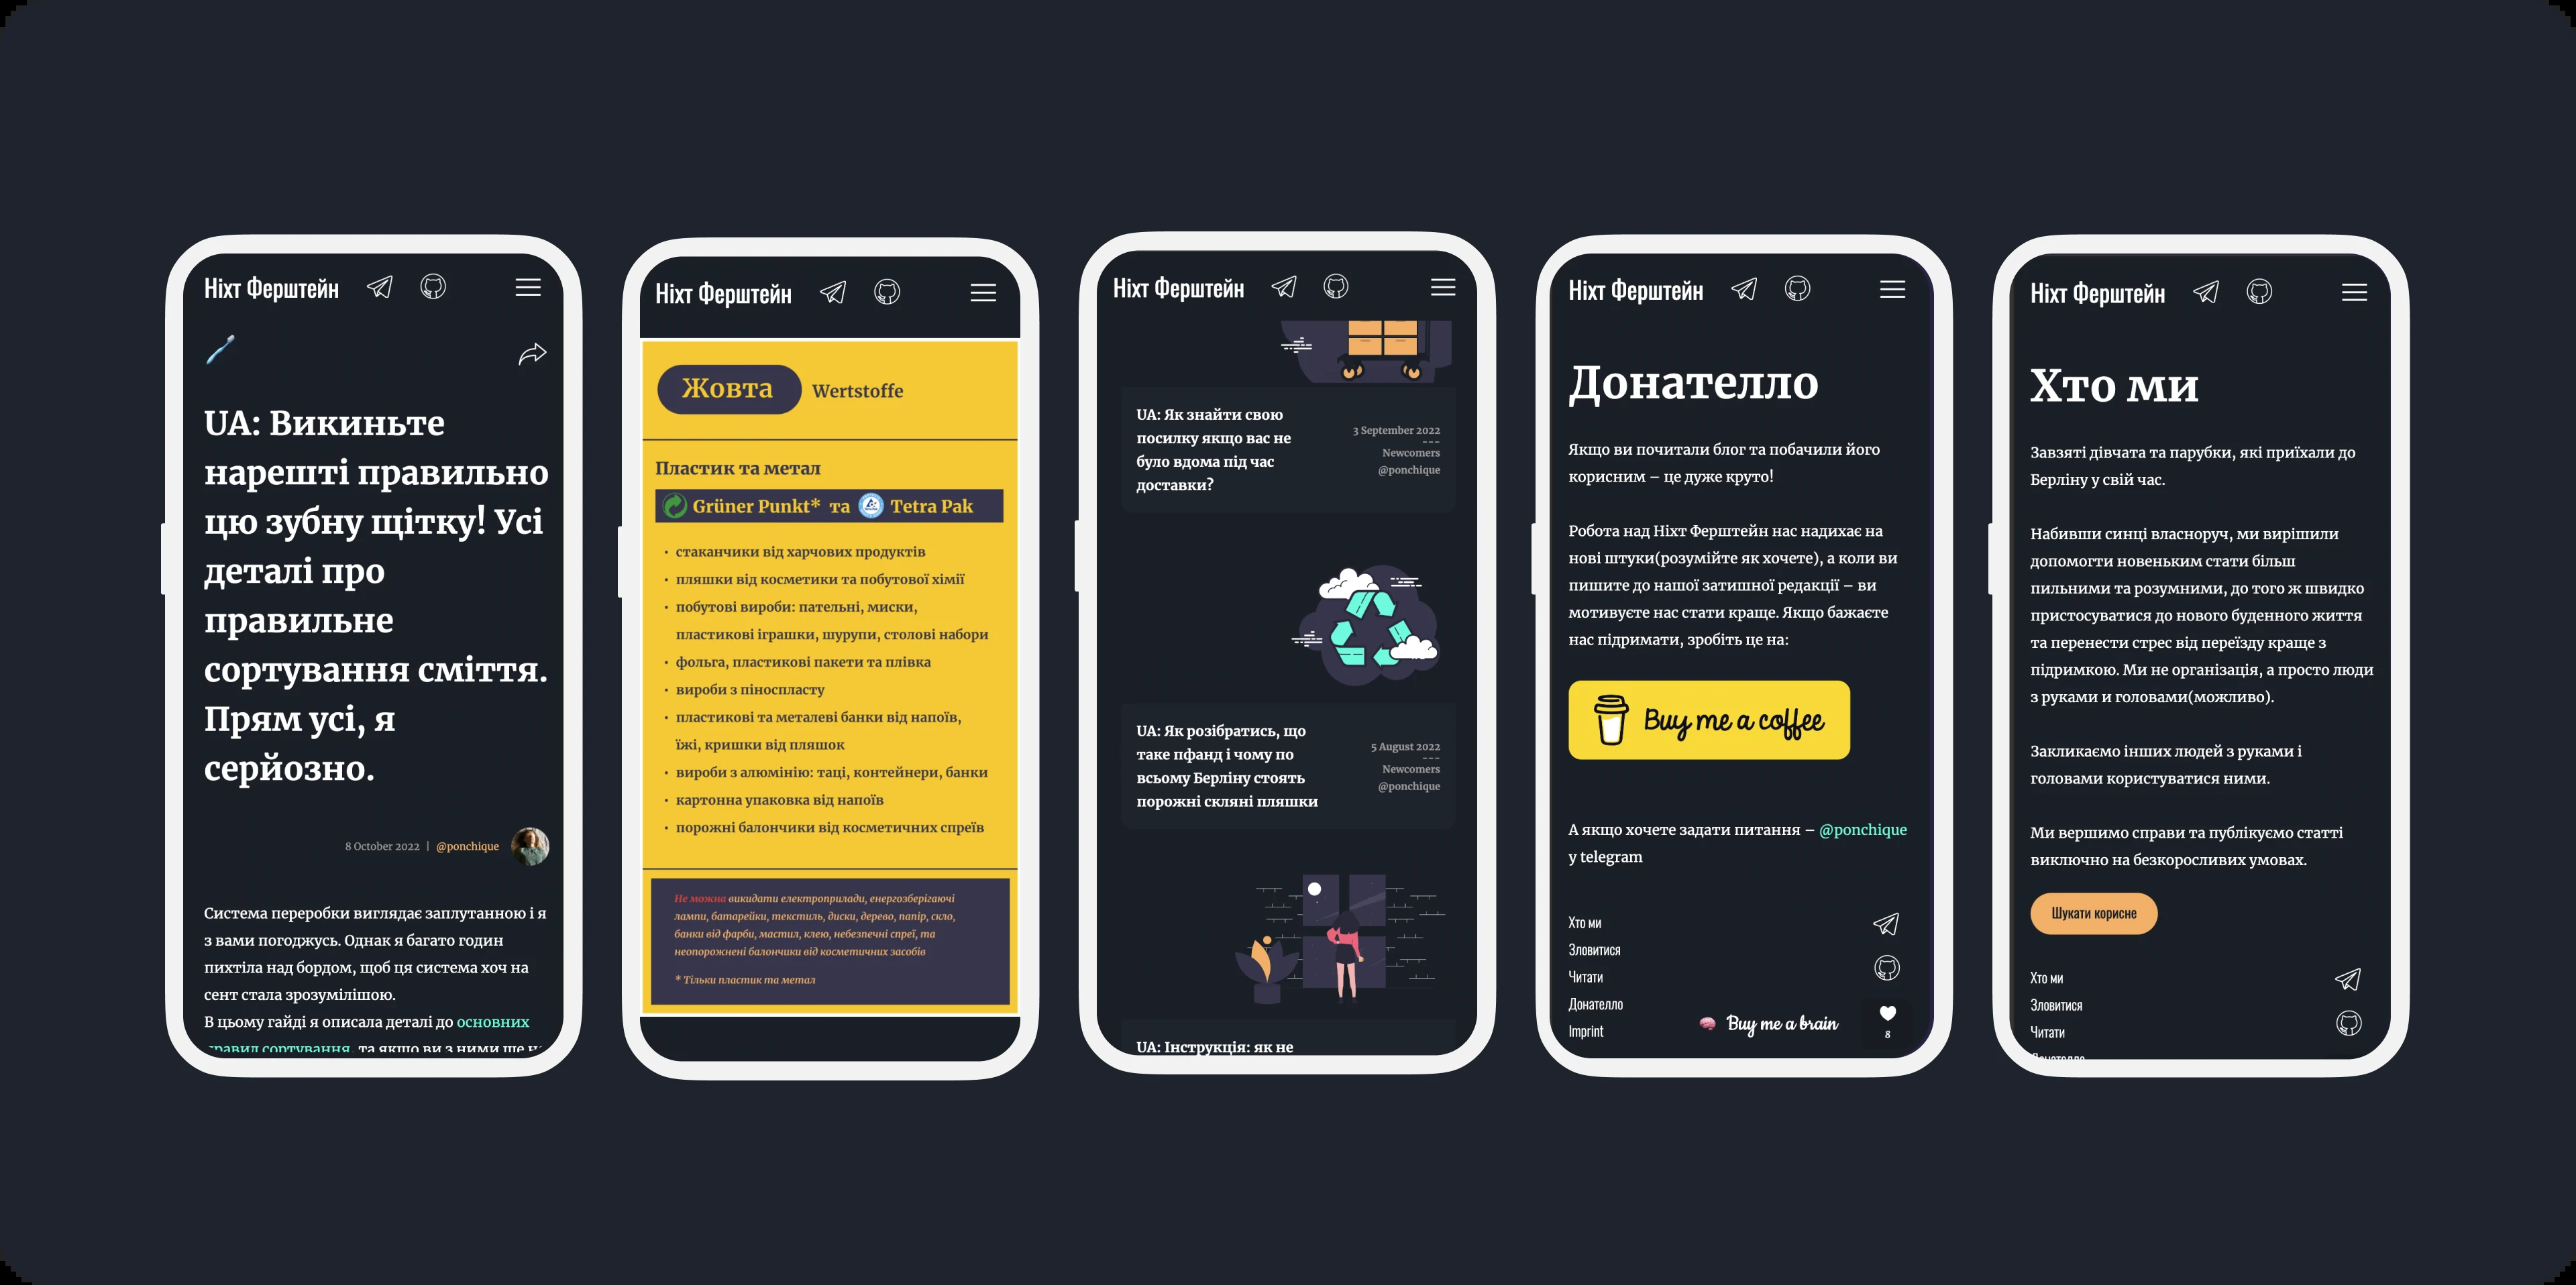 Ніхт Ферштейн
UA: Викиньте
нарешті правильно
цю зубну щітку! Усі
деталі про
правильне
сортування сміття.
Прям усі, я
серйозно.
8 October 2022 | @ponchique
Система переробки виглядає заплутанною і я
з вами погоджусь. Однак я багато годин
пихтіла над бордом, щоб ця система хоч на
сент стала зрозумілішою.
В цьому гайді я описала деталі до основних
правил сортування, та якщо ви з ними ще
Ніхт Ферштейн
Жовта Wertstoffe
Пластик та метал
Grüner Punkt* та Tetra Pak
• стаканчики від харчових продуктів
• пляшки від косметики та побутової хімії
• побутові вироби: пательні, миски,
пластикові іграшки, шурупи, столові набори
• фольга, пластикові пакети та плівка
• вироби з піноспласту
• пластикові та металеві банки від напоїв,
їжі, кришки від пляшок
• вироби з алюмінію: таці, контейнери, банки
• картонна упаковка від напоїв
• порожні балончики від косметичних спреїв
Не можна викидати електроприлади, енергозберігаючі
лампи, батарейки, текстиль, диски, дерево, папір, скло,
банки від фарби, мастил, клею, небезпечні спреї, та
неопорожнені балончики від косметичних засобів
* Тільки пластик та метал
Ніхт Ферштейн
UA: Як знайти свою
посилку якщо вас не
було вдома під час
доставки?
3 September 2022
---
Newcomers
@ponchique
UA: Як розібратись, що
таке пфанд і чому по
всьому Берліну стоять
порожні скляні пляшки
5 August 2022
---
Newcomers
@ponchique
UA: Інструкція: як не
Ніхт Ферштейн
Донателло
Якщо ви почитали блог та побачили його
корисним – це дуже круто!
Робота над Ніхт Ферштейн нас надихає на
нові штуки(розумійте як хочете), а коли ви
пишите до нашої затишної редакції – ви
мотивуєте нас стати краще. Якщо бажаєте
нас підримати, зробіть це на:
Buy me a coffee
А якщо хочете задати питання – @ponchique
у telegram
Хто ми
Зловитися
Читати
Донателло
Imprint
Buy me a brain
8
Ніхт Ферштейн
Хто ми
Завзяті дівчата та парубки, які приїхали до
Берліну у свій час.
Набивши синці власноруч, ми вирішили
допомогти новеньким стати більш
пильними та розумними, до того ж швидко
пристосуватися до нового буденного життя
та перенести стрес від переїзду краще з
підримкою. Ми не організація, а просто люди
з руками и головами(можливо).
Закликаємо інших людей з руками і
головами користуватися ними.
Ми вершимо справи та публікуємо статті
виключно на безкоросливих умовах.
Шукати корисне
Хто ми
Зловитися
Читати
Донателло